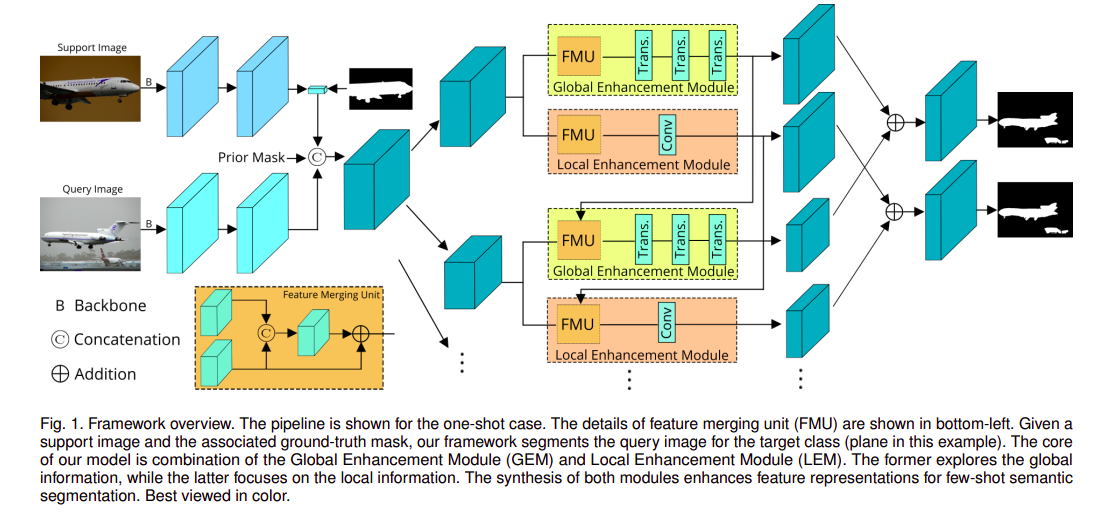 Support Image
B
Prior Mask
C
Query Image
B
FMU
Trans.
Trans.
Trans.
Global Enhancement Module
FMU
Conv
Local Enhancement Module
FMU
Trans.
Trans.
Trans.
Global Enhancement Module
FMU
Conv
Local Enhancement Module
B Backbone
C Concatenation
Addition
Feature Merging Unit
C
Fig. 1. Framework overview. The pipeline is shown for the one-shot case. The details of feature merging unit (FMU) are shown in bottom-left. Given a
support image and the associated ground-truth mask, our framework segments the query image for the target class (plane in this example). The core
of our model is combination of the Global Enhancement Module (GEM) and Local Enhancement Module (LEM). The former explores the global
information, while the latter focuses on the local information. The synthesis of both modules enhances feature representations for few-shot semantic
segmentation. Best viewed in color.